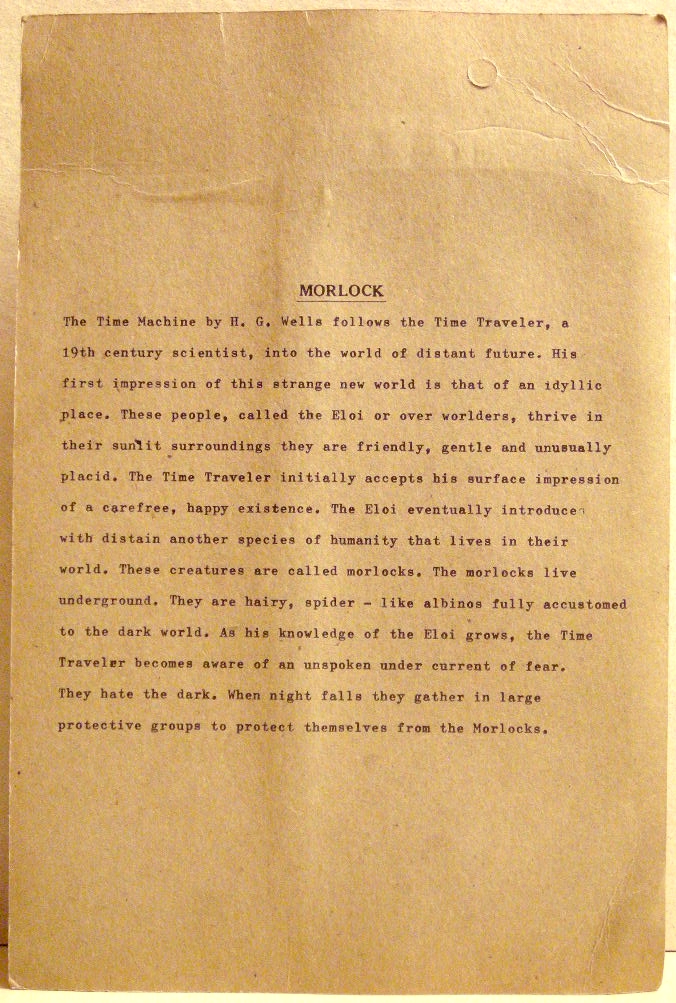 MORLOCK
The Time Machine by H. G. Wells follows the Time Traveler, a
19th century scientist, into the world of distant future. His
first impression of this strange new world is that of an idyllic
place. These people, called the Eloi or over worlders, thrive in
their sunlit surroundings they are friendly, gentle and unusually
placid. The Time Traveler initially accepts his surface impression
of a carefree, happy existence. The Eloi eventually introduce
with distain another species of humanity that lives in their
world. These creatures are called morlocks. The morlocks live
underground. They are hairy, spider - like albinos fully accustomed
to the dark world. As his knowledge of the Eloi grows, the Time
Traveler becomes aware of an unspoken under current of fear.
They hate the dark. When night falls they gather in large
protective groups to protect themselves from the Morlocks.